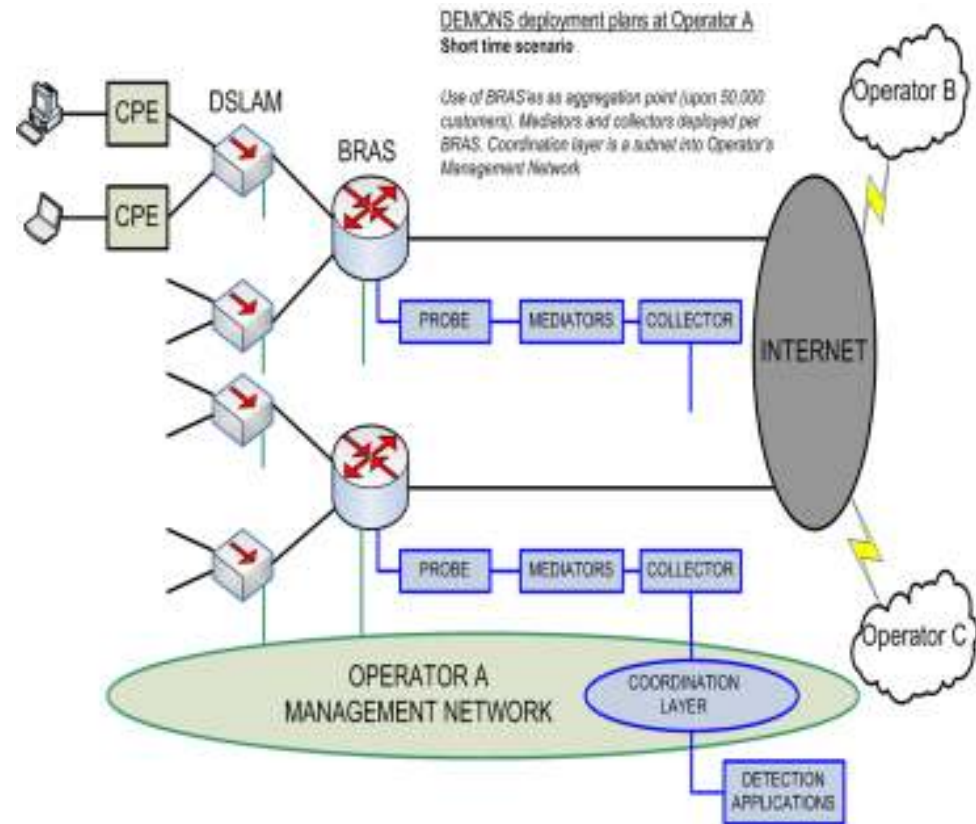 DEMONS deployment plans at Operator A
Short time scenario
Use of BRAS'es as aggregation point (upon 50.000
customers). Mediators and collectors deployed per
BRAS. Coordination layer is a subnet into Operator's
Management Network
Operator B
CPE
DSLAM
BRAS
CPE
PROBE
MEDIATORS
COLLECTOR
INTERNET
PROBE
MEDIATORS
COLLECTOR
Operator C
OPERATOR A
MANAGEMENT NETWORK
COORDINATION
LAYER
DETECTION
APPLICATIONS